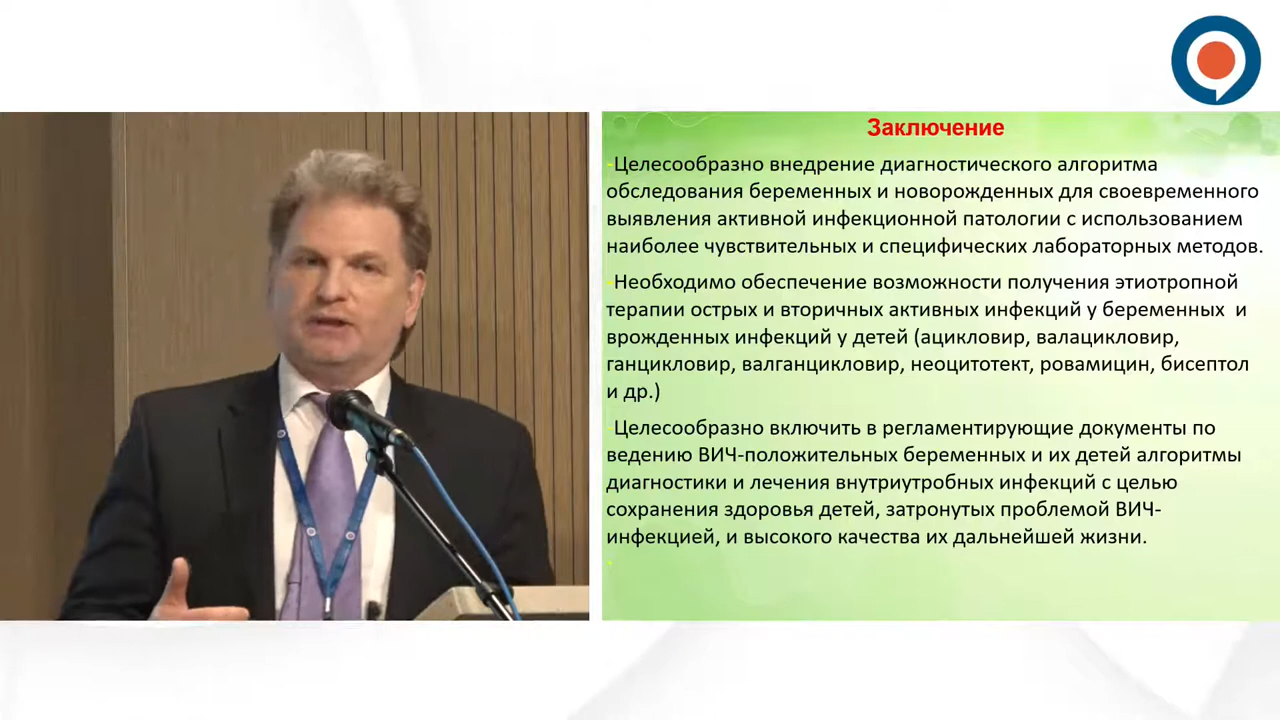 Заключение
-Целесообразно внедрение диагностического алгоритма
обследования беременных и новорожденных для своевременного
выявления активной инфекционной патологии с использованием
наиболее чувствительных и специфических лабораторных методов.
-Необходимо обеспечение возможности получения этиотропной
терапии острых и вторичных активных инфекций у беременных и
врожденных инфекций у детей (ацикловир, валацикловир,
ганцикловир, валганцикловир, неоцитотект, ровамицин, бисептол
и др.)
-Целесообразно включить в регламентирующие документы по
ведению ВИЧ-положительных беременных и их детей алгоритмы
диагностики и лечения внутриутробных инфекций с целью
сохранения здоровья детей, затронутых проблемой ВИЧ-
инфекцией, и высокого качества их дальнейшей жизни.